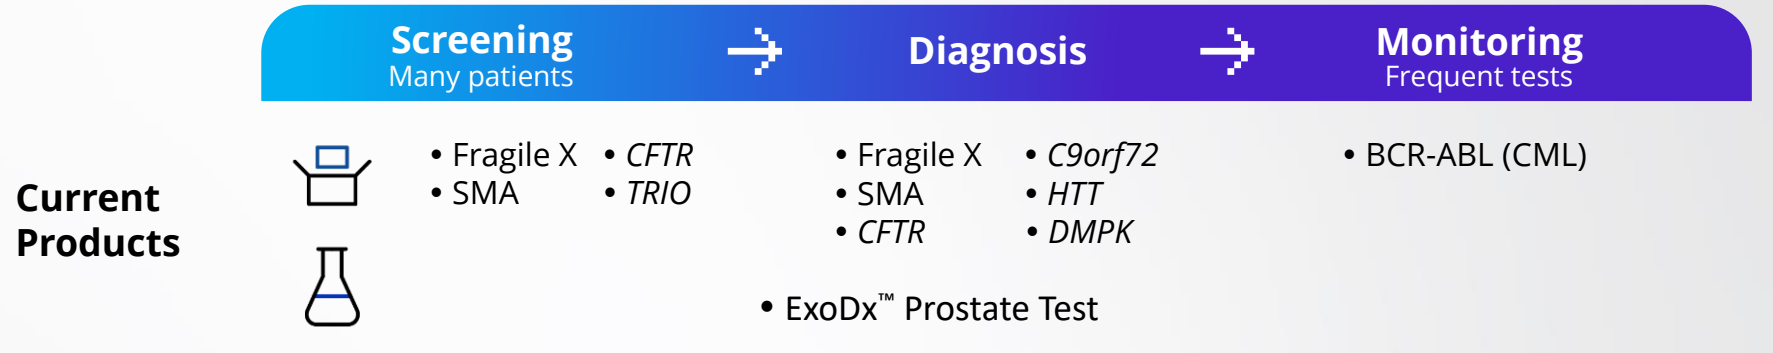 Screening
Many patients
Diagnosis
Monitoring
Frequent tests
Current
Products
• Fragile X
• SMA
• CFTR
• TRIO
• Fragile X
• SMA
• CFTR
• C9orf72
• HTT
• DMPK
• BCR-ABL (CML)
• ExoDx™ Prostate Test